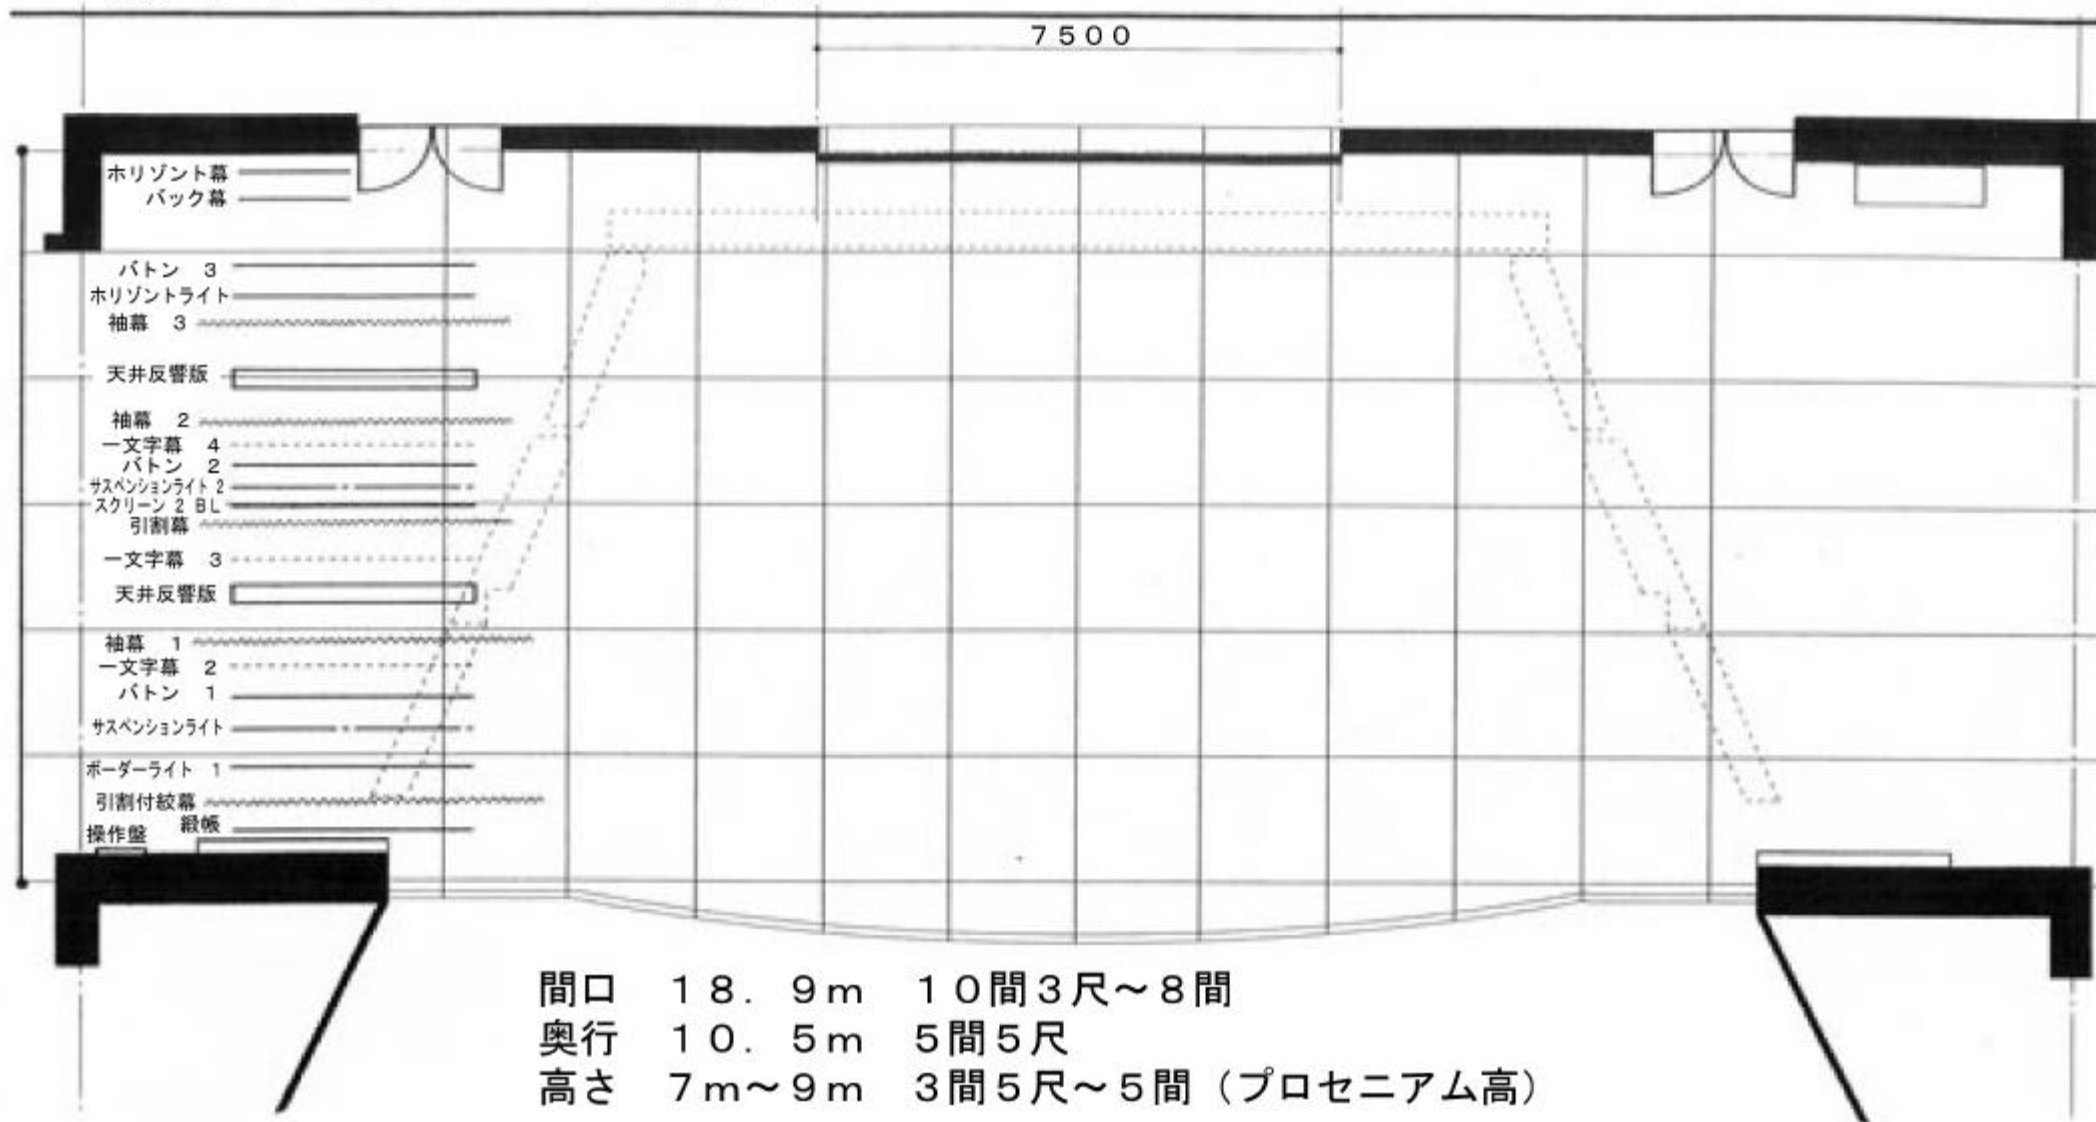 ７５００
ホリゾント幕
バック幕
バトン　３
ホリゾントライト
袖幕　３
天井反響版
袖幕　２
一文字幕　４
バトン　２
サスペンションライト２
スクリーン２ＢＬ
引割幕
一文字幕　３
天井反響版
袖幕　１
一文字幕　２
バトン　１
サスペンションライト
ボーダーライト　１
引割付絞幕
緞帳
操作盤
間口　１８．９ｍ　１０間３尺～８間
奥行　１０．５ｍ　５間５尺
高さ　７ｍ～９ｍ　３間５尺～５間（プロセニアム高）